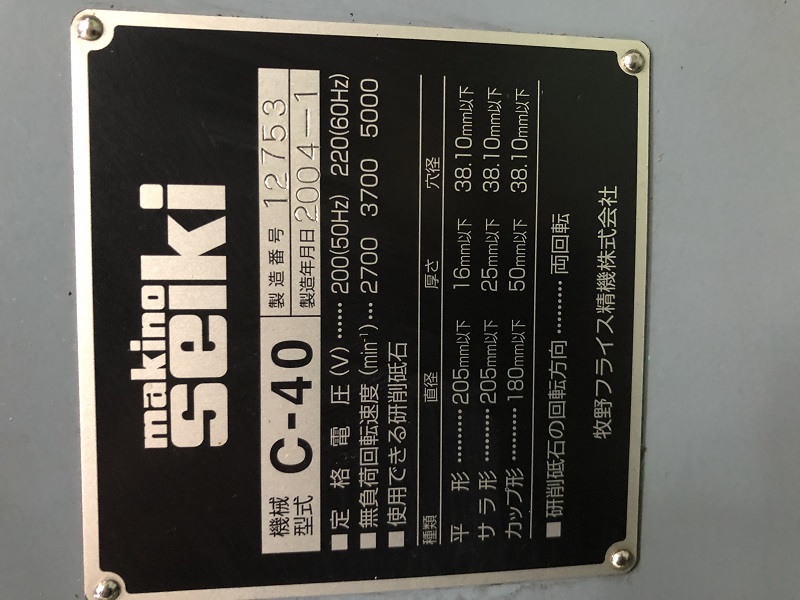 makino
seiki
機械型式 C-40 製造番号 12753
製造年月日 2004-1
■定格電圧(V)……200(50Hz) 220(60Hz)
■無負荷回転速度(min⁻¹)…2700 3700 5000
■使用できる研削砥石
種類 直径 厚さ 穴径
平形………205mm以下 16mm以下 38.10mm以下
サラ形………205mm以下 25mm以下 38.10mm以下
カップ形………180mm以下 50mm以下 38.10mm以下
■研削砥石の回転方向………両回転
牧野フライス精機株式会社